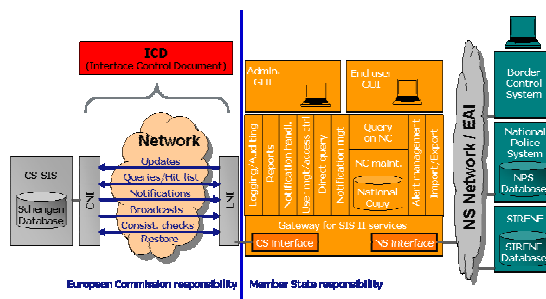 ICD
(Interface Control Document)
Network
CS-SIS
Schengen
Database
CNI
Updates
Queries/Hit list
Notifications
Broadcasts
Consist. checks
Restore
LNI
Admin.
GUI
End user
GUI
Logging/Auditing
Reports
Notification handl.
User mgt/access ctrl
Direct query
Notification mgt
Query
on NC
NC maint.
National
Copy
Alert management
Import/Export
Gateway for SIS II services
CS Interface
NS Interface
NS Network / EAI
Border
Control
System
National
Police
System
NPS
Database
SIRENE
SIRENE
Database
European Commission responsibility
Member State responsibility